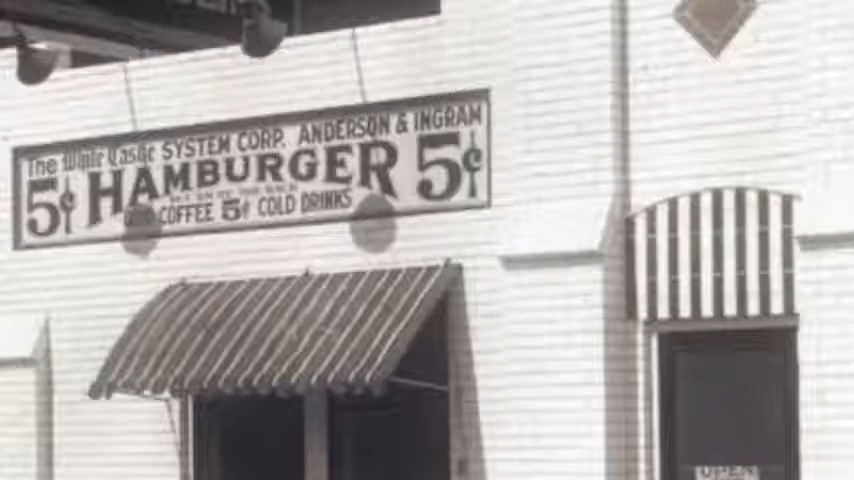 The White Castle SYSTEM CORP. ANDERSON & INGRAM
5¢ HAMBURGER 5¢
COFFEE 5¢ COLD DRINKS
OPEN